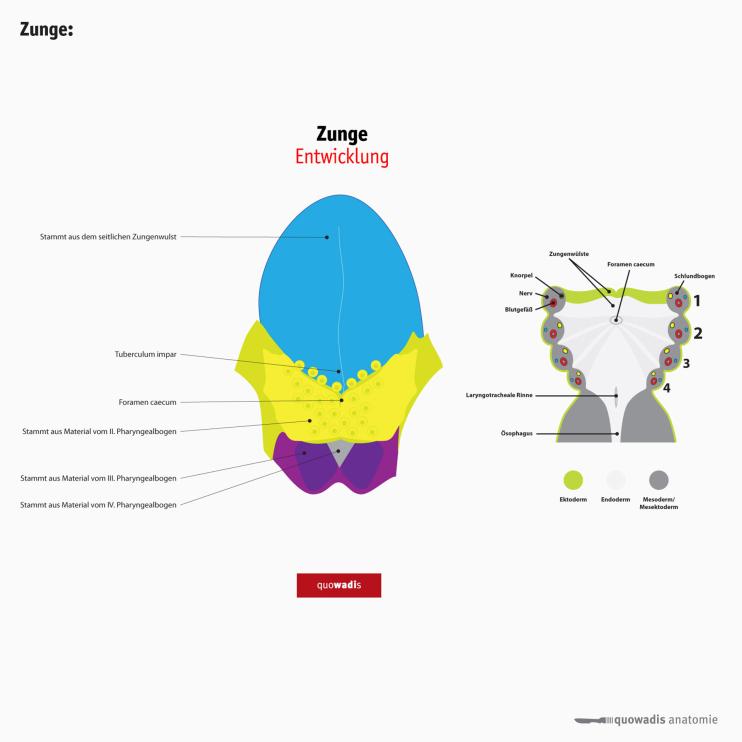 Zunge:
Zunge
Entwicklung
Stammt aus dem seitlichen Zungenwulst
Tuberculum impar
Foramen caecum
Stammt aus Material vom II. Pharyngealbogen
Stammt aus Material vom III. Pharyngealbogen
Stammt aus Material vom IV. Pharyngealbogen
Zungenwülste
Foramen caecum
Knorpel
Schlundbogen
Nerv
Blutgefäß
1
2
3
4
Laryngotracheale Rinne
Ösophagus
Ektoderm
Endoderm
Mesoderm/
Mesektoderm
quowadis
quowadis anatomie